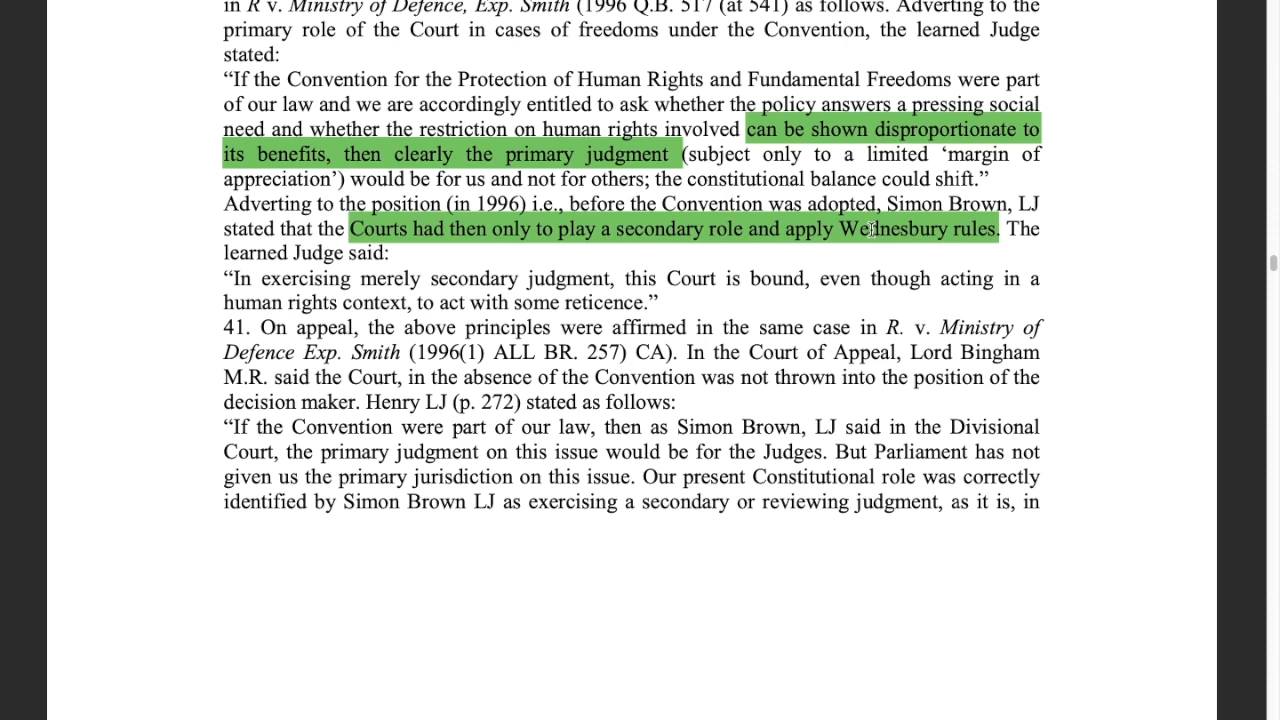 in R v. Ministry of Defence, Exp. Smith (1996 Q.B. 517 (at 541) as follows. Adverting to the
primary role of the Court in cases of freedoms under the Convention, the learned Judge
stated:
“If the Convention for the Protection of Human Rights and Fundamental Freedoms were part
of our law and we are accordingly entitled to ask whether the policy answers a pressing social
need and whether the restriction on human rights involved can be shown disproportionate to
its benefits, then clearly the primary judgment (subject only to a limited ‘margin of
appreciation’) would be for us and not for others; the constitutional balance could shift.”
Adverting to the position (in 1996) i.e., before the Convention was adopted, Simon Brown, LJ
stated that the Courts had then only to play a secondary role and apply Wednesbury rules. The
learned Judge said:
“In exercising merely secondary judgment, this Court is bound, even though acting in a
human rights context, to act with some reticence.”
41. On appeal, the above principles were affirmed in the same case in R. v. Ministry of
Defence Exp. Smith (1996(1) ALL BR. 257) CA). In the Court of Appeal, Lord Bingham
M.R. said the Court, in the absence of the Convention was not thrown into the position of the
decision maker. Henry LJ (p. 272) stated as follows:
“If the Convention were part of our law, then as Simon Brown, LJ said in the Divisional
Court, the primary judgment on this issue would be for the Judges. But Parliament has not
given us the primary jurisdiction on this issue. Our present Constitutional role was correctly
identified by Simon Brown LJ as exercising a secondary or reviewing judgment, as it is, in